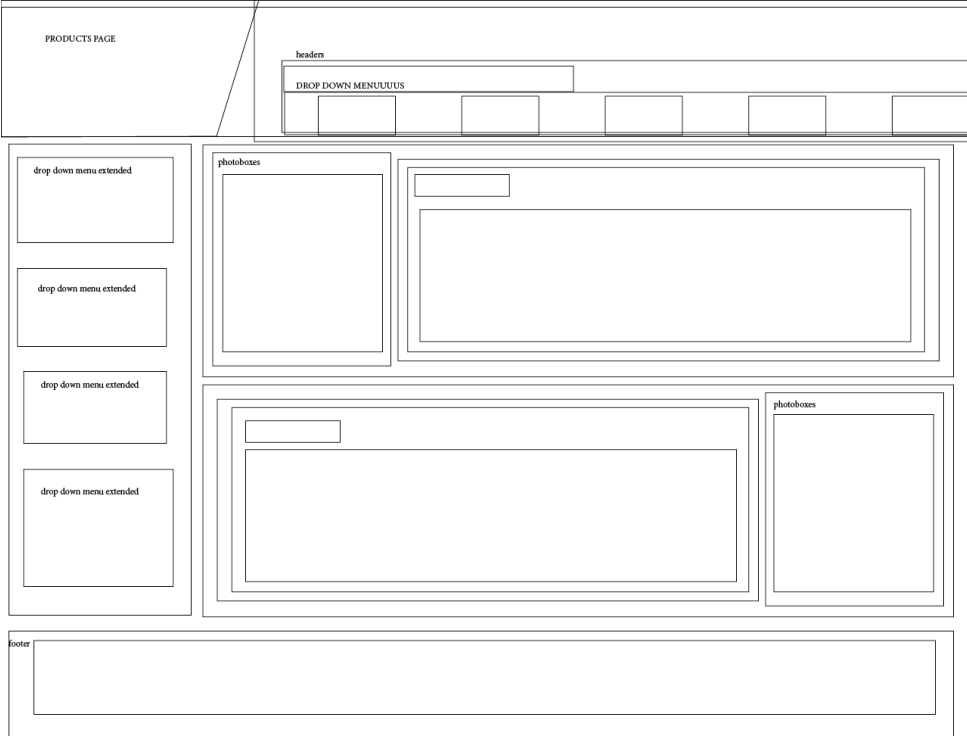 PRODUCTS PAGE
headers
DROP DOWN MENUUUUS
drop down menu extended
photoboxes
drop down menu extended
drop down menu extended
photoboxes
drop down menu extended
footer